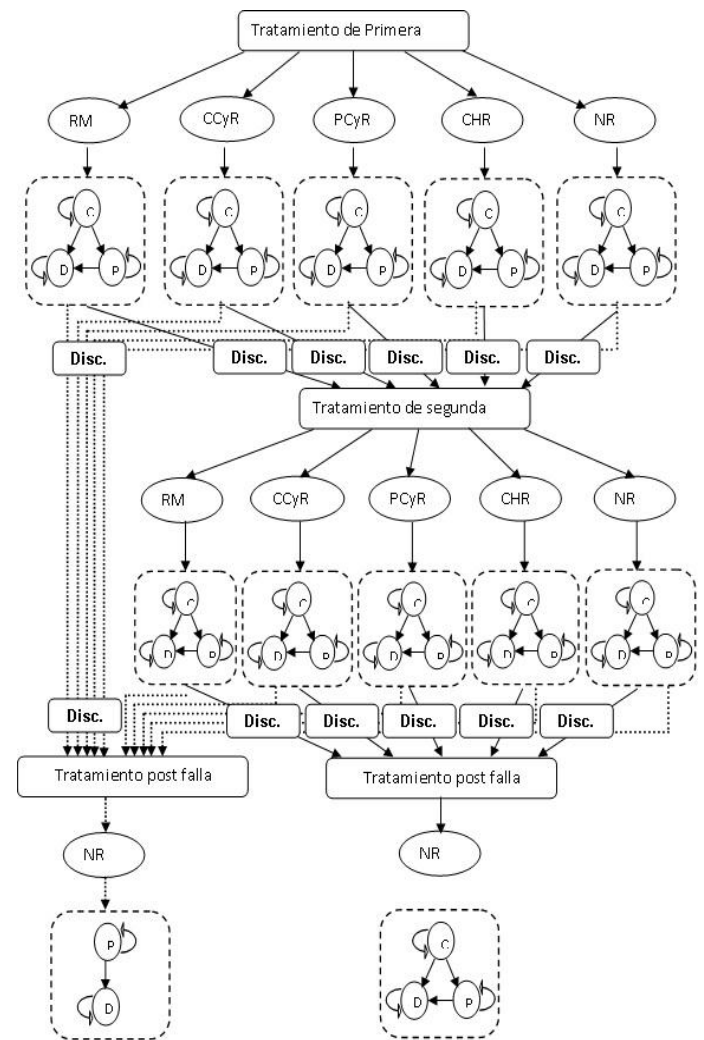 Tratamiento de Primera
RM CCyR PCyR CHR NR
C C C C C
D P D P D P D P D P
Disc. Disc. Disc. Disc. Disc. Disc.
Tratamiento de segunda
RM CCyR PCyR CHR NR
C C C C C
D P D P D P D P D P
Disc. Disc. Disc. Disc. Disc. Disc.
Tratamiento post falla Tratamiento post falla
NR NR
P C
D D P